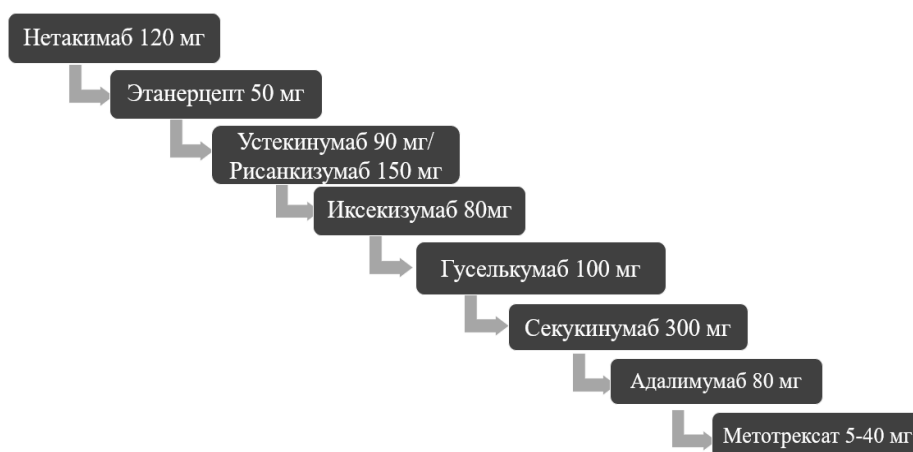 Нетакимаб 120 мг
Этанерцепт 50 мг
Устекинумаб 90 мг/
Рисанкизумаб 150 мг
Иксекизумаб 80мг
Гуселькумаб 100 мг
Секукинумаб 300 мг
Адалимумаб 80 мг
Метотрексат 5-40 мг